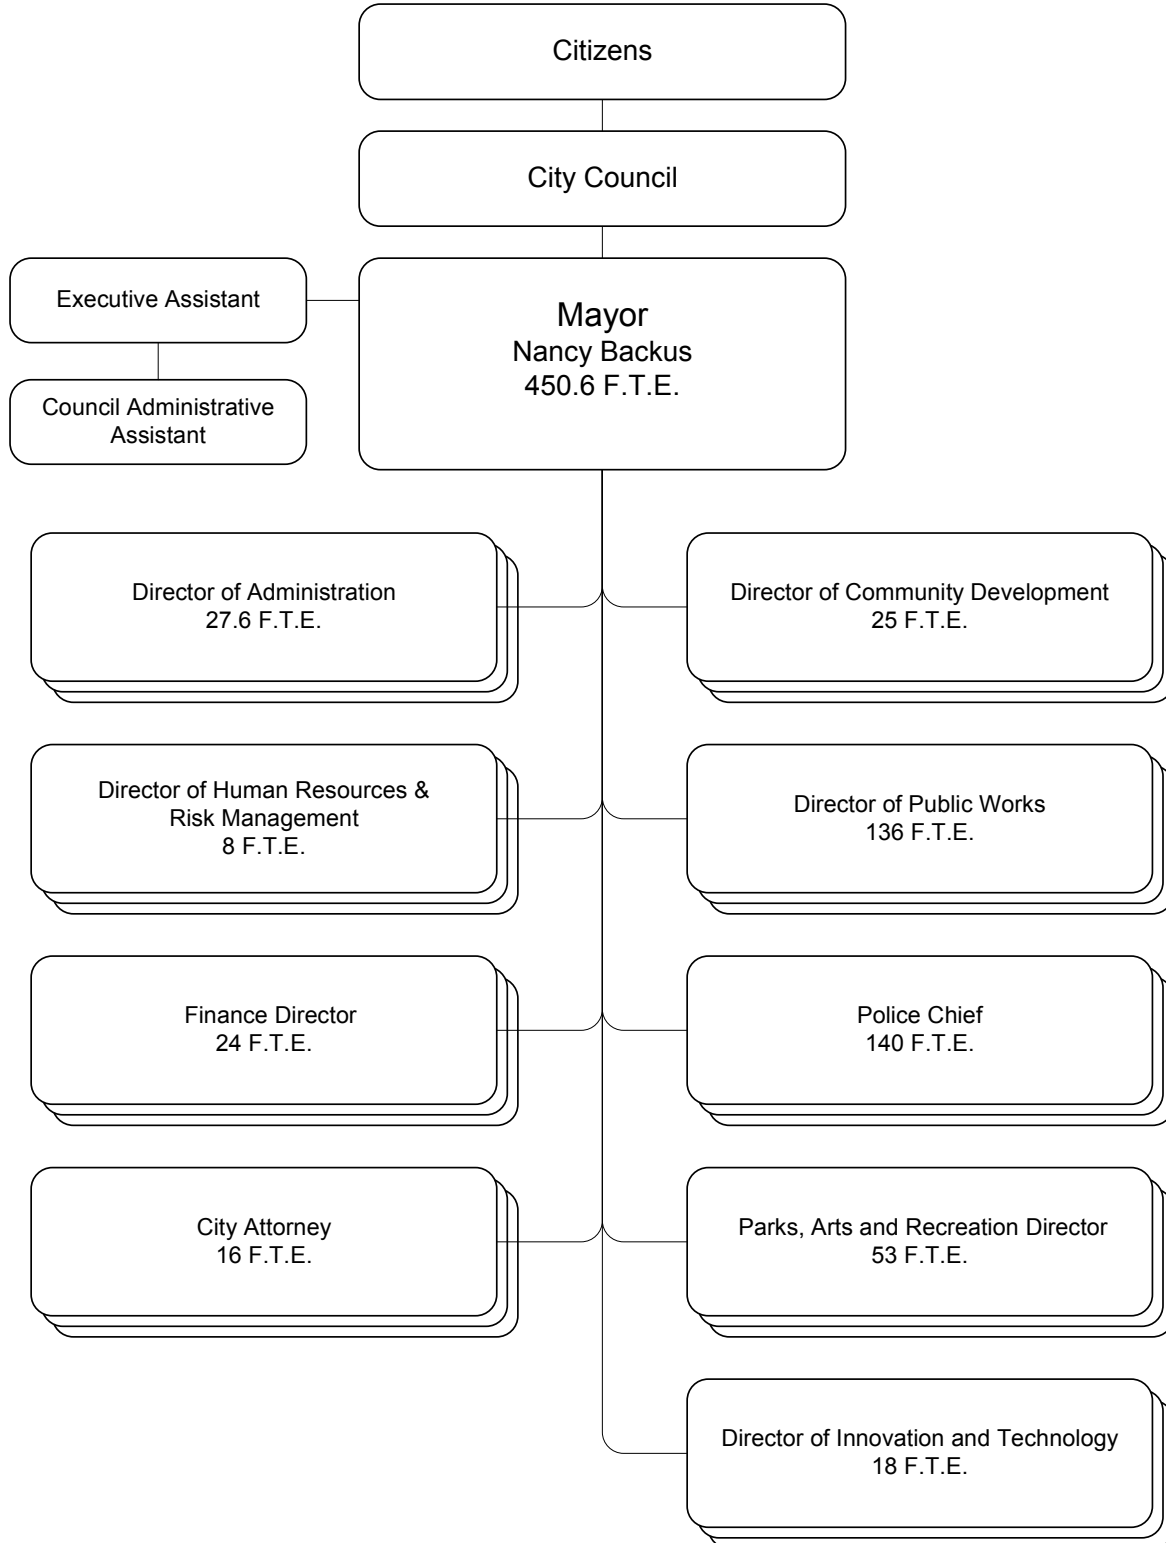 Citizens
City Council
Executive Assistant
Mayor
Nancy Backus
450.6 F.T.E.
Council Administrative
Assistant
Director of Administration
27.6 F.T.E.
Director of Community Development
25 F.T.E.
Director of Human Resources &
Risk Management
8 F.T.E.
Director of Public Works
136 F.T.E.
Finance Director
24 F.T.E.
Police Chief
140 F.T.E.
City Attorney
16 F.T.E.
Parks, Arts and Recreation Director
53 F.T.E.
Director of Innovation and Technology
18 F.T.E.